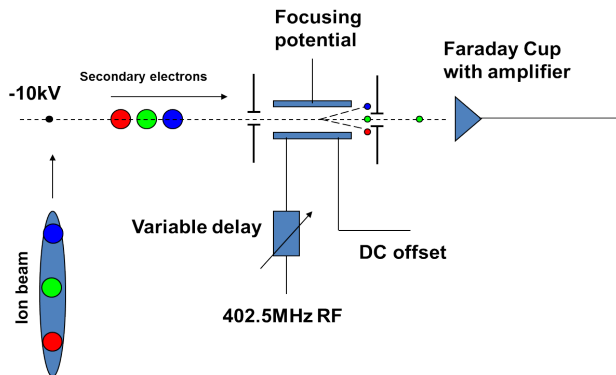 Focusing
potential
Faraday Cup
with amplifier
Secondary electrons
-10kV
Variable delay
DC offset
Ion beam
402.5MHz RF